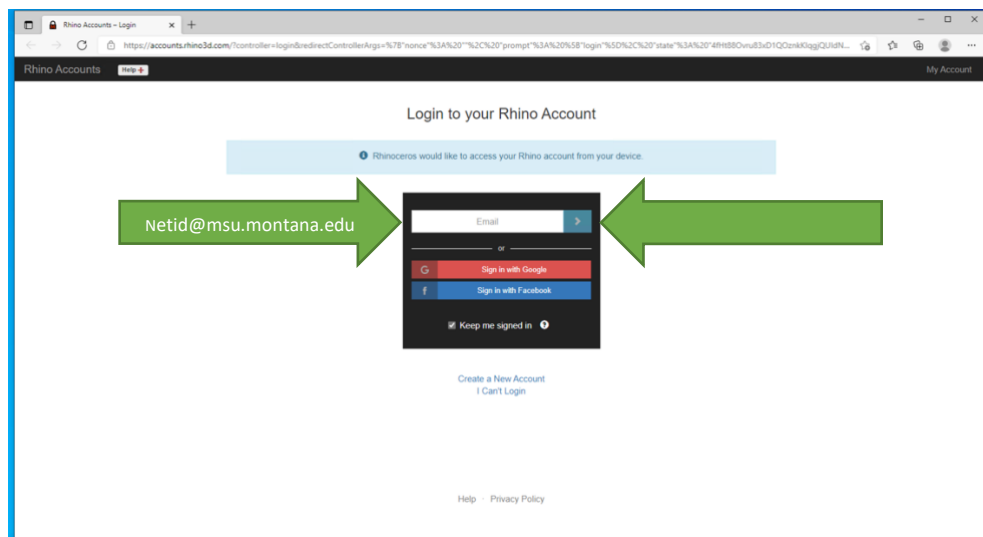 Rhino Accounts – Login
https://accounts.rhino3d.com/?controller=login&redirectControllerArgs=%7B"nonce"%3A%20""%2C%20"prompt"%3A%20%5B"login"%5D%2C%20"state"%3A%20"
Rhino Accounts Help + My Account
Login to your Rhino Account
Rhinoceros would like to access your Rhino account from your device.
Netid@msu.montana.edu
Email
or
G Sign in with Google
f Sign in with Facebook
Keep me signed in ?
Create a New Account
I Can't Login
Help · Privacy Policy